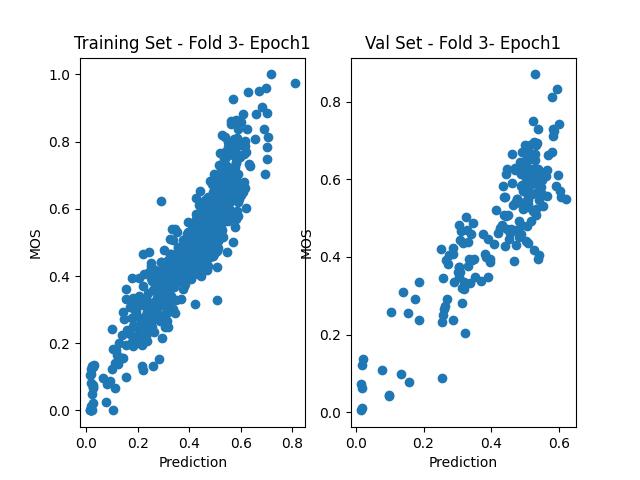 Training Set - Fold 3- Epoch1
Val Set - Fold 3- Epoch1
MOS
1.0
0.8
0.6
0.4
0.2
0.0
0.0 0.2 0.4 0.6 0.8
Prediction
MOS
0.8
0.6
0.4
0.2
0.0
0.0 0.2 0.4 0.6
Prediction